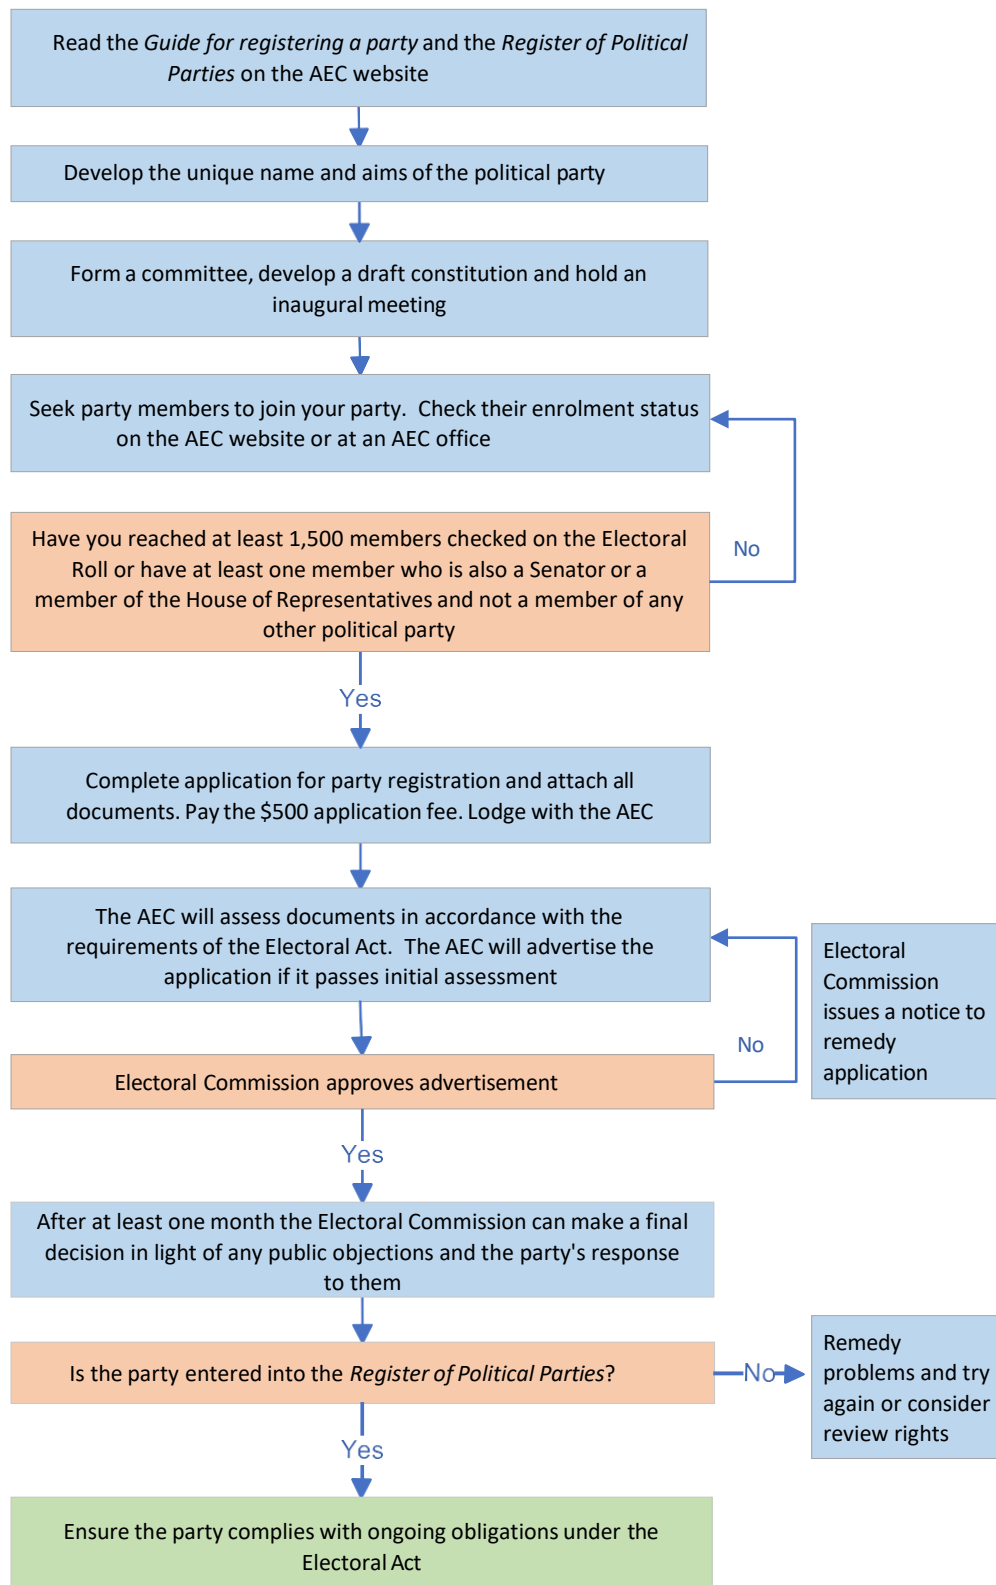 Read the Guide for registering a party and the Register of Political
Parties on the AEC website
Develop the unique name and aims of the political party
Form a committee, develop a draft constitution and hold an
inaugural meeting
Seek party members to join your party.  Check their enrolment status
on the AEC website or at an AEC office
Have you reached at least 1,500 members checked on the Electoral
Roll or have at least one member who is also a Senator or a
member of the House of Representatives and not a member of any
other political party
No
Yes
Complete application for party registration and attach all
documents. Pay the $500 application fee. Lodge with the AEC
The AEC will assess documents in accordance with the
requirements of the Electoral Act.  The AEC will advertise the
application if it passes initial assessment
Electoral
Commission
issues a notice to
remedy
application
No
Electoral Commission approves advertisement
Yes
After at least one month the Electoral Commission can make a final
decision in light of any public objections and the party's response
to them
Is the party entered into the Register of Political Parties?
No
Remedy
problems and try
again or consider
review rights
Yes
Ensure the party complies with ongoing obligations under the
Electoral Act